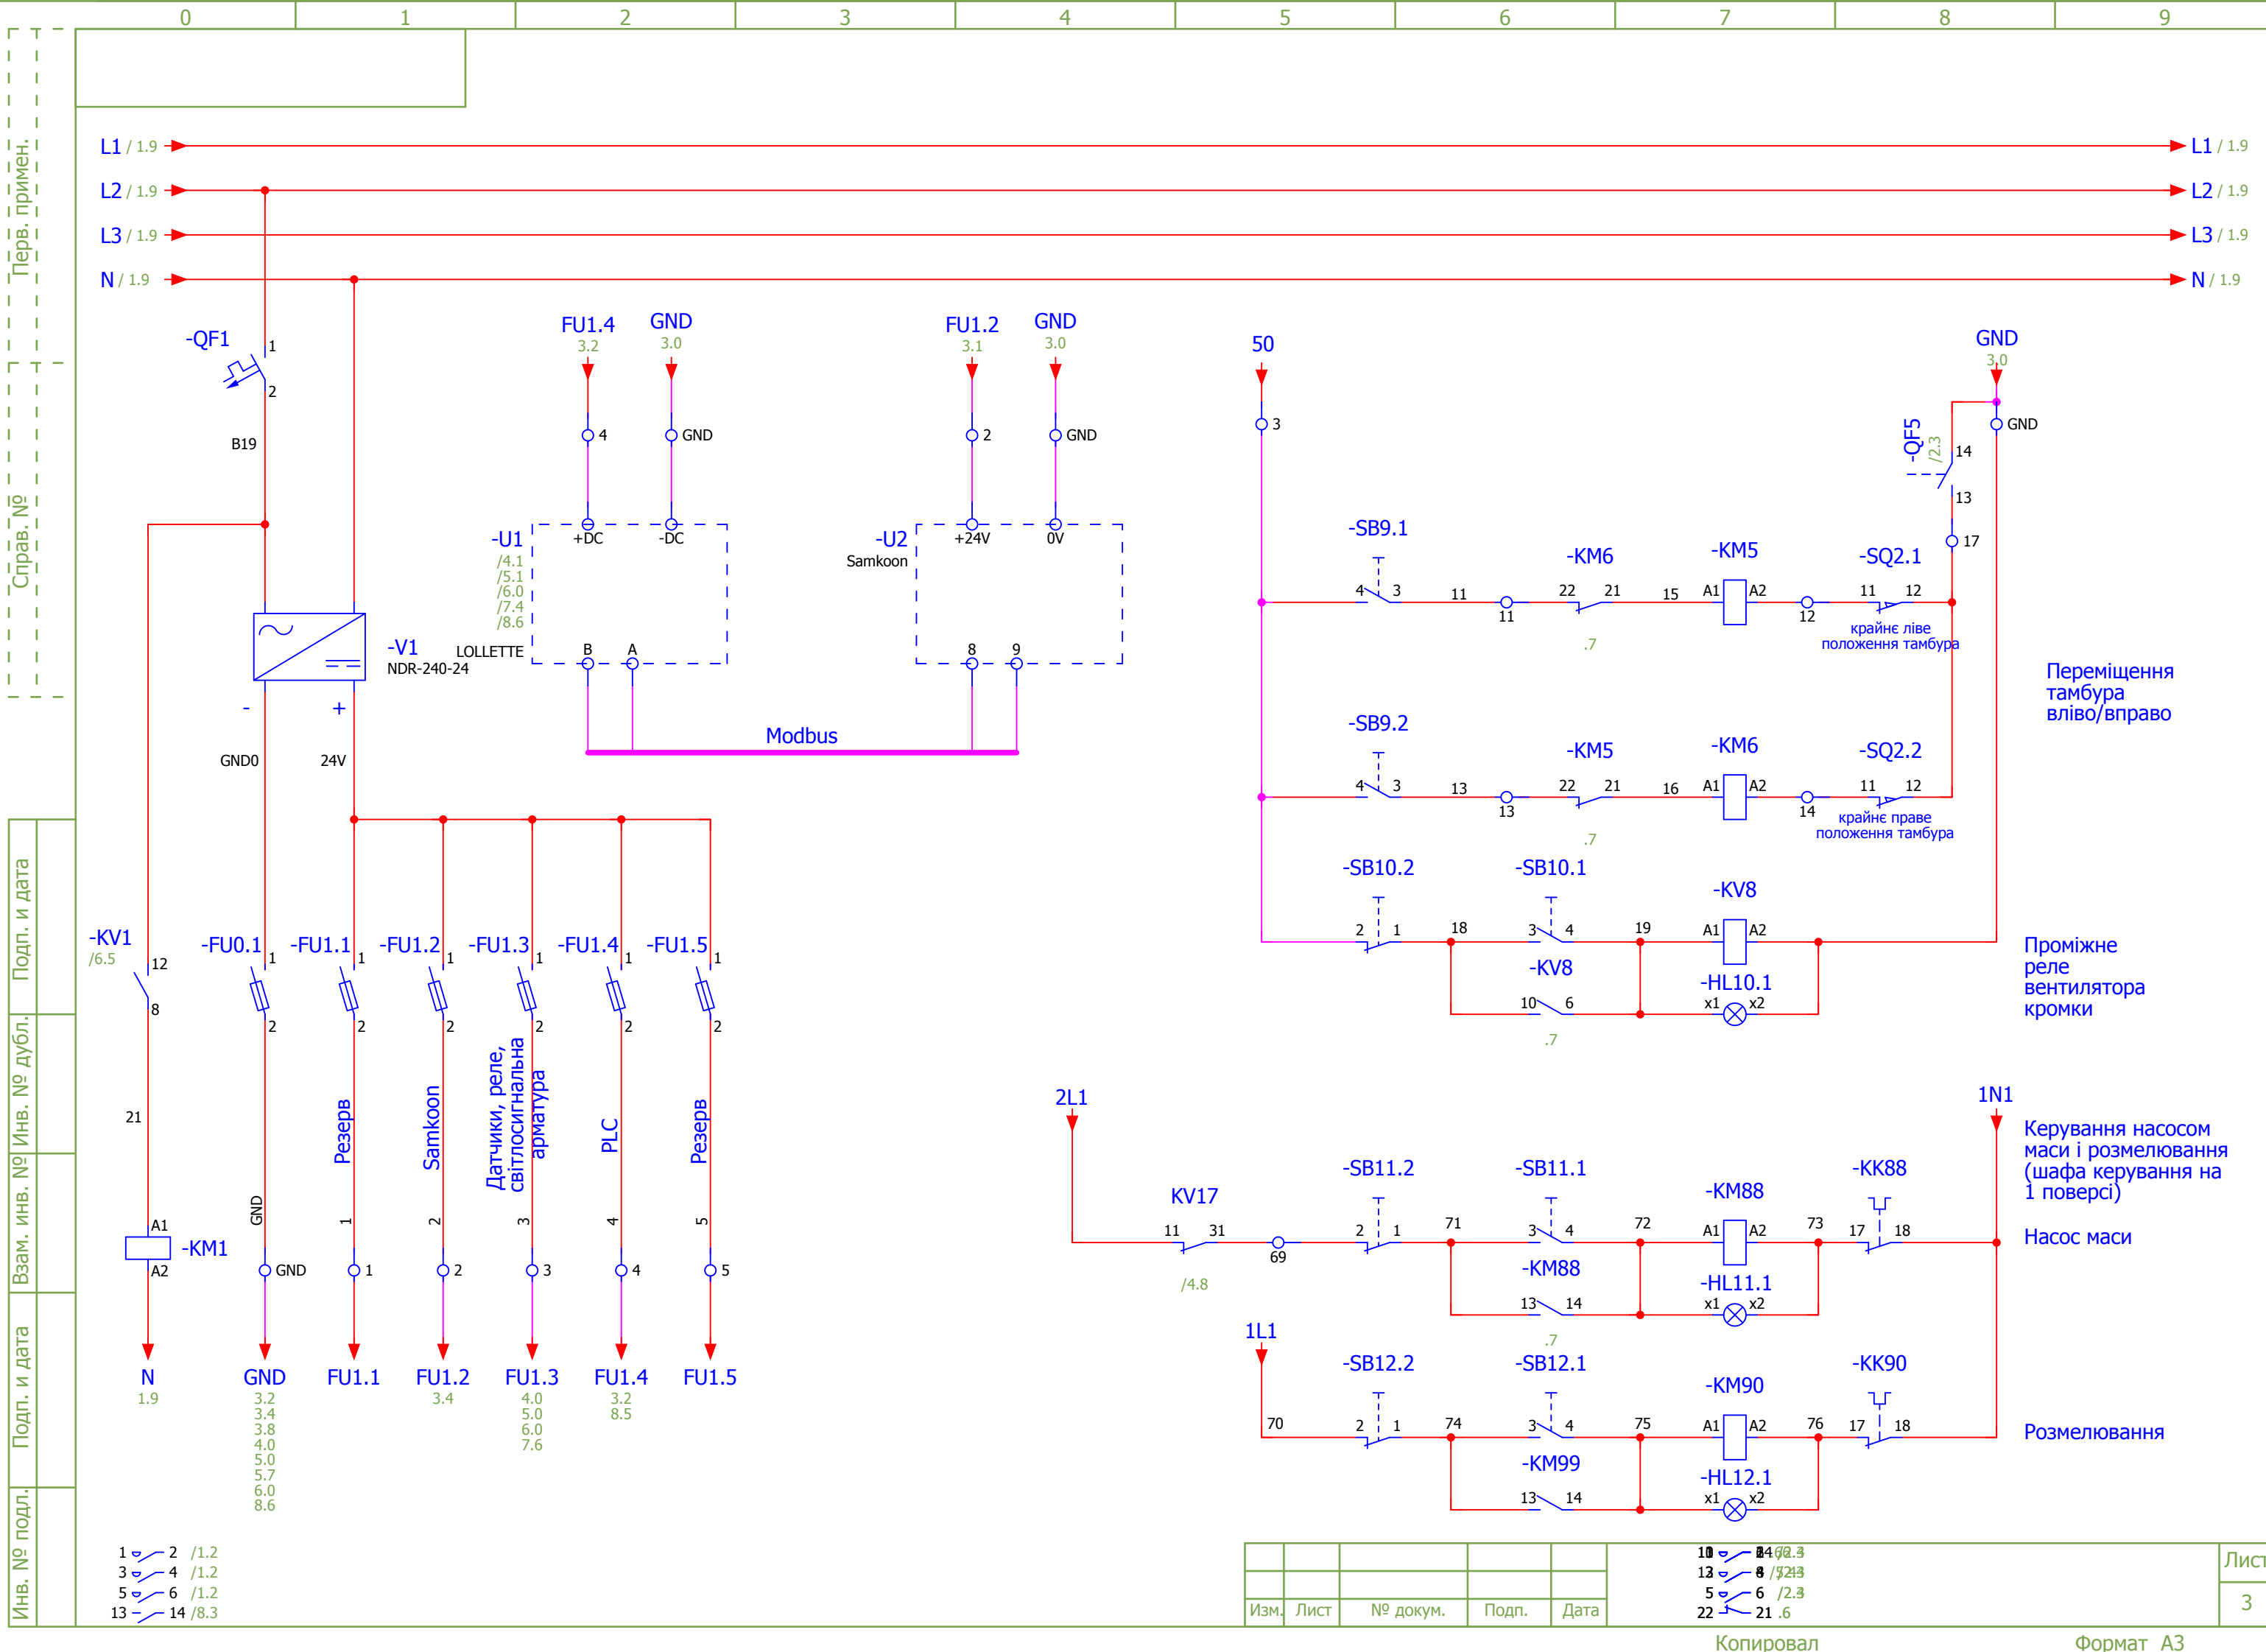 0 1 2 3 4 5 6 7 8 9
Перв. примен.
Справ. №
Подп. и дата
Инв. № дубл.
Взам. инв. №
Подп. и дата
Инв. № подл.
L1 / 1.9
L1 / 1.9
L2 / 1.9
L2 / 1.9
L3 / 1.9
L3 / 1.9
N / 1.9
N / 1.9
-QF1
1
2
B19
-V1
NDR-240-24
-
+
GND0
24V
FU1.4
3.2
GND
3.0
4
GND
-U1
/4.1
/5.1
/6.0
/7.4
/8.6
LOLLETTE
+DC
-DC
B
A
FU1.2
3.1
GND
3.0
2
GND
-U2
Samkoon
+24V
0V
8
9
Modbus
-KV1
/6.5
12
8
21
A1
-KM1
A2
N
1.9
-FU0.1
1
2
GND
GND
GND
3.2
3.4
3.8
4.0
5.0
5.7
6.0
8.6
-FU1.1
1
2
Резерв
1
1
FU1.1
-FU1.2
1
2
Samkoon
2
2
FU1.2
3.4
-FU1.3
1
2
Датчики, реле,
світлосигнальна
арматура
3
3
FU1.3
4.0
5.0
6.0
7.6
-FU1.4
1
2
PLC
4
4
FU1.4
3.2
8.5
-FU1.5
1
2
Резерв
5
5
FU1.5
50
3
GND
3.0
GND
-QF5
/2.3
14
13
17
-SB9.1
4 3
11
11
-KM6
22 21
.7
15
-KM5
A1 A2
12
-SQ2.1
11 12
крайнє ліве
положення тамбура
Переміщення
тамбура
вліво/вправо
-SB9.2
4 3
13
13
-KM5
22 21
.7
16
-KM6
A1 A2
14
-SQ2.2
11 12
крайнє праве
положення тамбура
-SB10.2
2 1
18
-SB10.1
3 4
19
-KV8
A1 A2
-KV8
10 6
.7
-HL10.1
x1 x2
Проміжне
реле
вентилятора
кромки
2L1
1N1
KV17
11 31
/4.8
69
-SB11.2
2 1
71
-SB11.1
3 4
72
-KM88
A1 A2
73
-KK88
17 18
-KM88
13 14
.7
-HL11.1
x1 x2
Керування насосом
маси і розмелювання
(шафа керування на
1 поверсі)
Насос маси
1L1
70
-SB12.2
2 1
74
-SB12.1
3 4
75
-KM90
A1 A2
76
-KK90
17 18
-KM99
13 14
-HL12.1
x1 x2
Розмелювання
1 2 /1.2
3 4 /1.2
5 6 /1.2
13 14 /8.3
5 6
22 21 .6
Изм. Лист № докум. Подп. Дата
Лист
3
Копировал
Формат А3